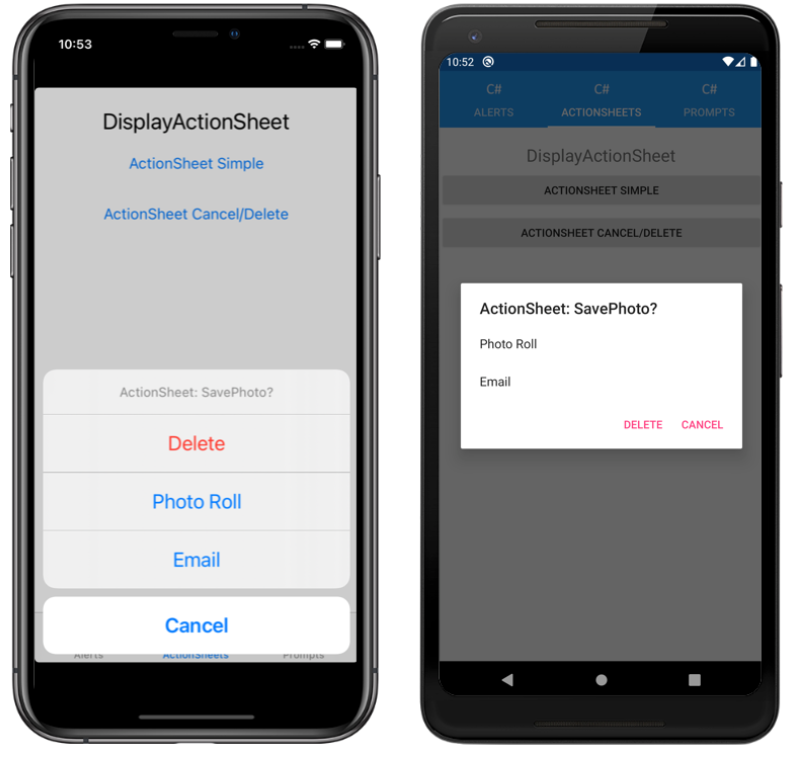 10:53
DisplayActionSheet
ActionSheet Simple
ActionSheet Cancel/Delete
ActionSheet: SavePhoto?
Delete
Photo Roll
Email
Cancel
Alerts ActionSheets Prompts
10:52
C# C# C#
ALERTS ACTIONSHEETS PROMPTS
DisplayActionSheet
ACTIONSHEET SIMPLE
ACTIONSHEET CANCEL/DELETE
ActionSheet: SavePhoto?
Photo Roll
Email
DELETE CANCEL